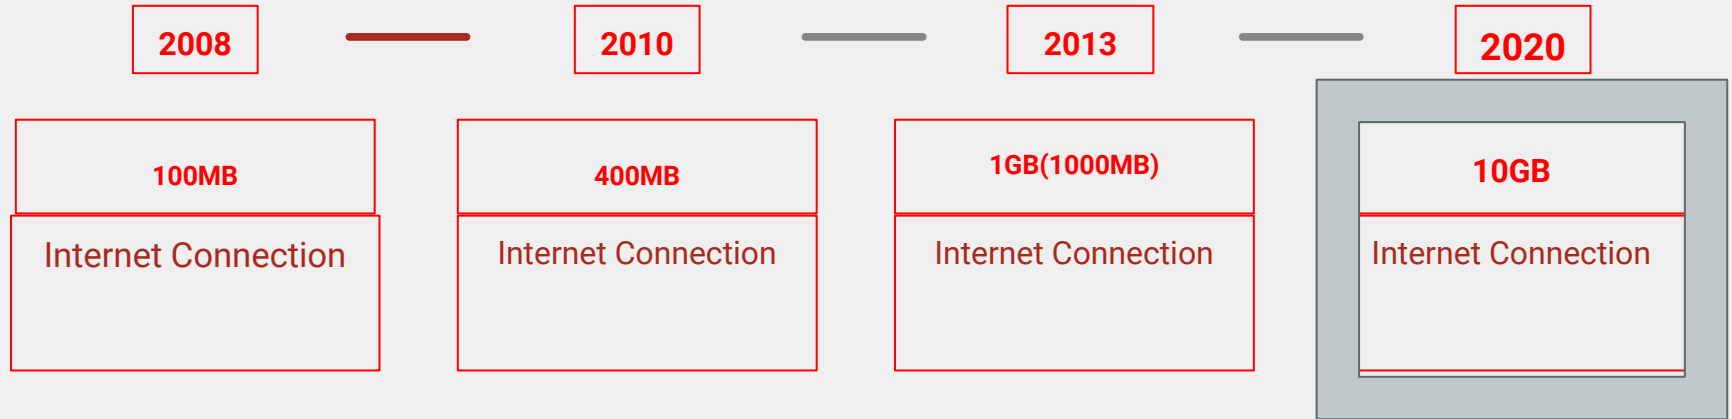 2008
2010
2013
2020
100MB
400MB
1GB(1000MB)
10GB
Internet Connection
Internet Connection
Internet Connection
Internet Connection